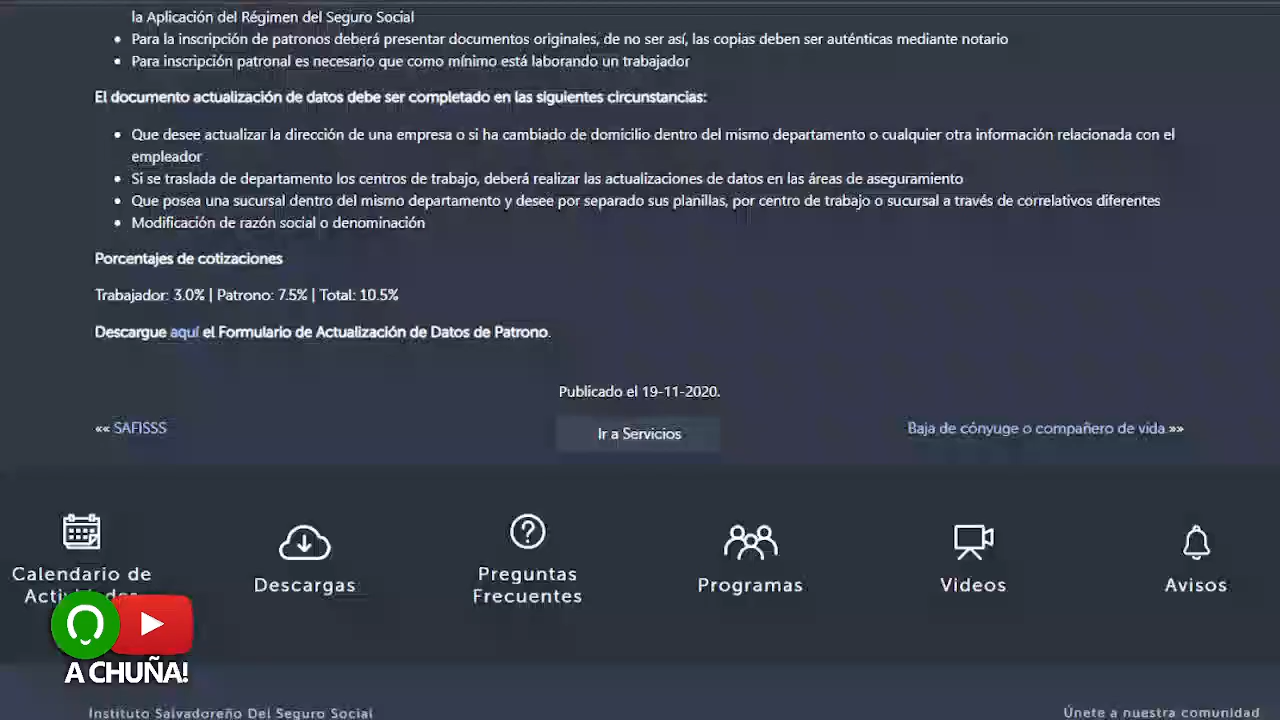 la Aplicación del Régimen del Seguro Social
• Para la inscripción de patronos deberá presentar documentos originales, de no ser así, las copias deben ser auténticas mediante notario
• Para inscripción patronal es necesario que como mínimo está laborando un trabajador
El documento actualización de datos debe ser completado en las siguientes circunstancias:
• Que desee actualizar la dirección de una empresa o si ha cambiado de domicilio dentro del mismo departamento o cualquier otra información relacionada con el
empleador
• Si se traslada de departamento los centros de trabajo, deberá realizar las actualizaciones de datos en las áreas de aseguramiento
• Que posea una sucursal dentro del mismo departamento y desee por separado sus planillas, por centro de trabajo o sucursal a través de correlativos diferentes
• Modificación de razón social o denominación
Porcentajes de cotizaciones
Trabajador: 3.0% | Patrono: 7.5% | Total: 10.5%
Descargue aquí el Formulario de Actualización de Datos de Patrono.
Publicado el 19-11-2020.
«« SAFISSS
Ir a Servicios
Baja de cónyuge o compañero de vida »»
Calendario de
Actividades
Descargas
Preguntas
Frecuentes
Programas
Videos
Avisos
A CHUÑA!
Instituto Salvadoreño Del Seguro Social
Únete a nuestra comunidad